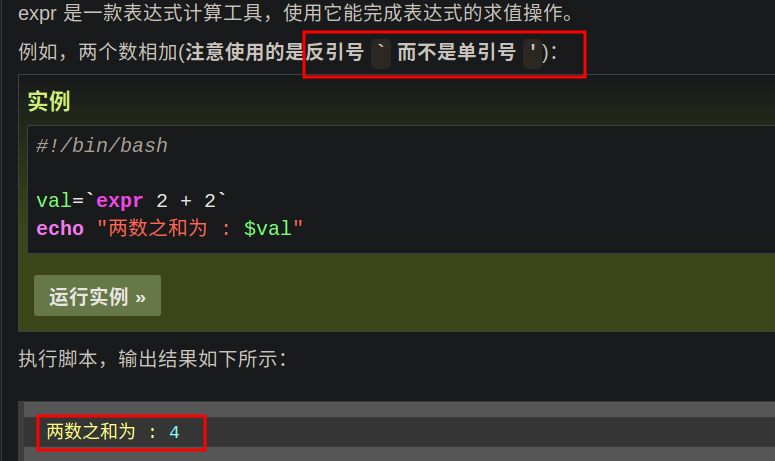 expr 是一款表达式计算工具，使用它能完成表达式的求值操作。
例如，两个数相加(注意使用的是反引号 ` 而不是单引号 ')：
实例
#!/bin/bash
val=`expr 2 + 2`
echo "两数之和为 : $val"
运行实例 »
执行脚本，输出结果如下所示：
两数之和为 : 4